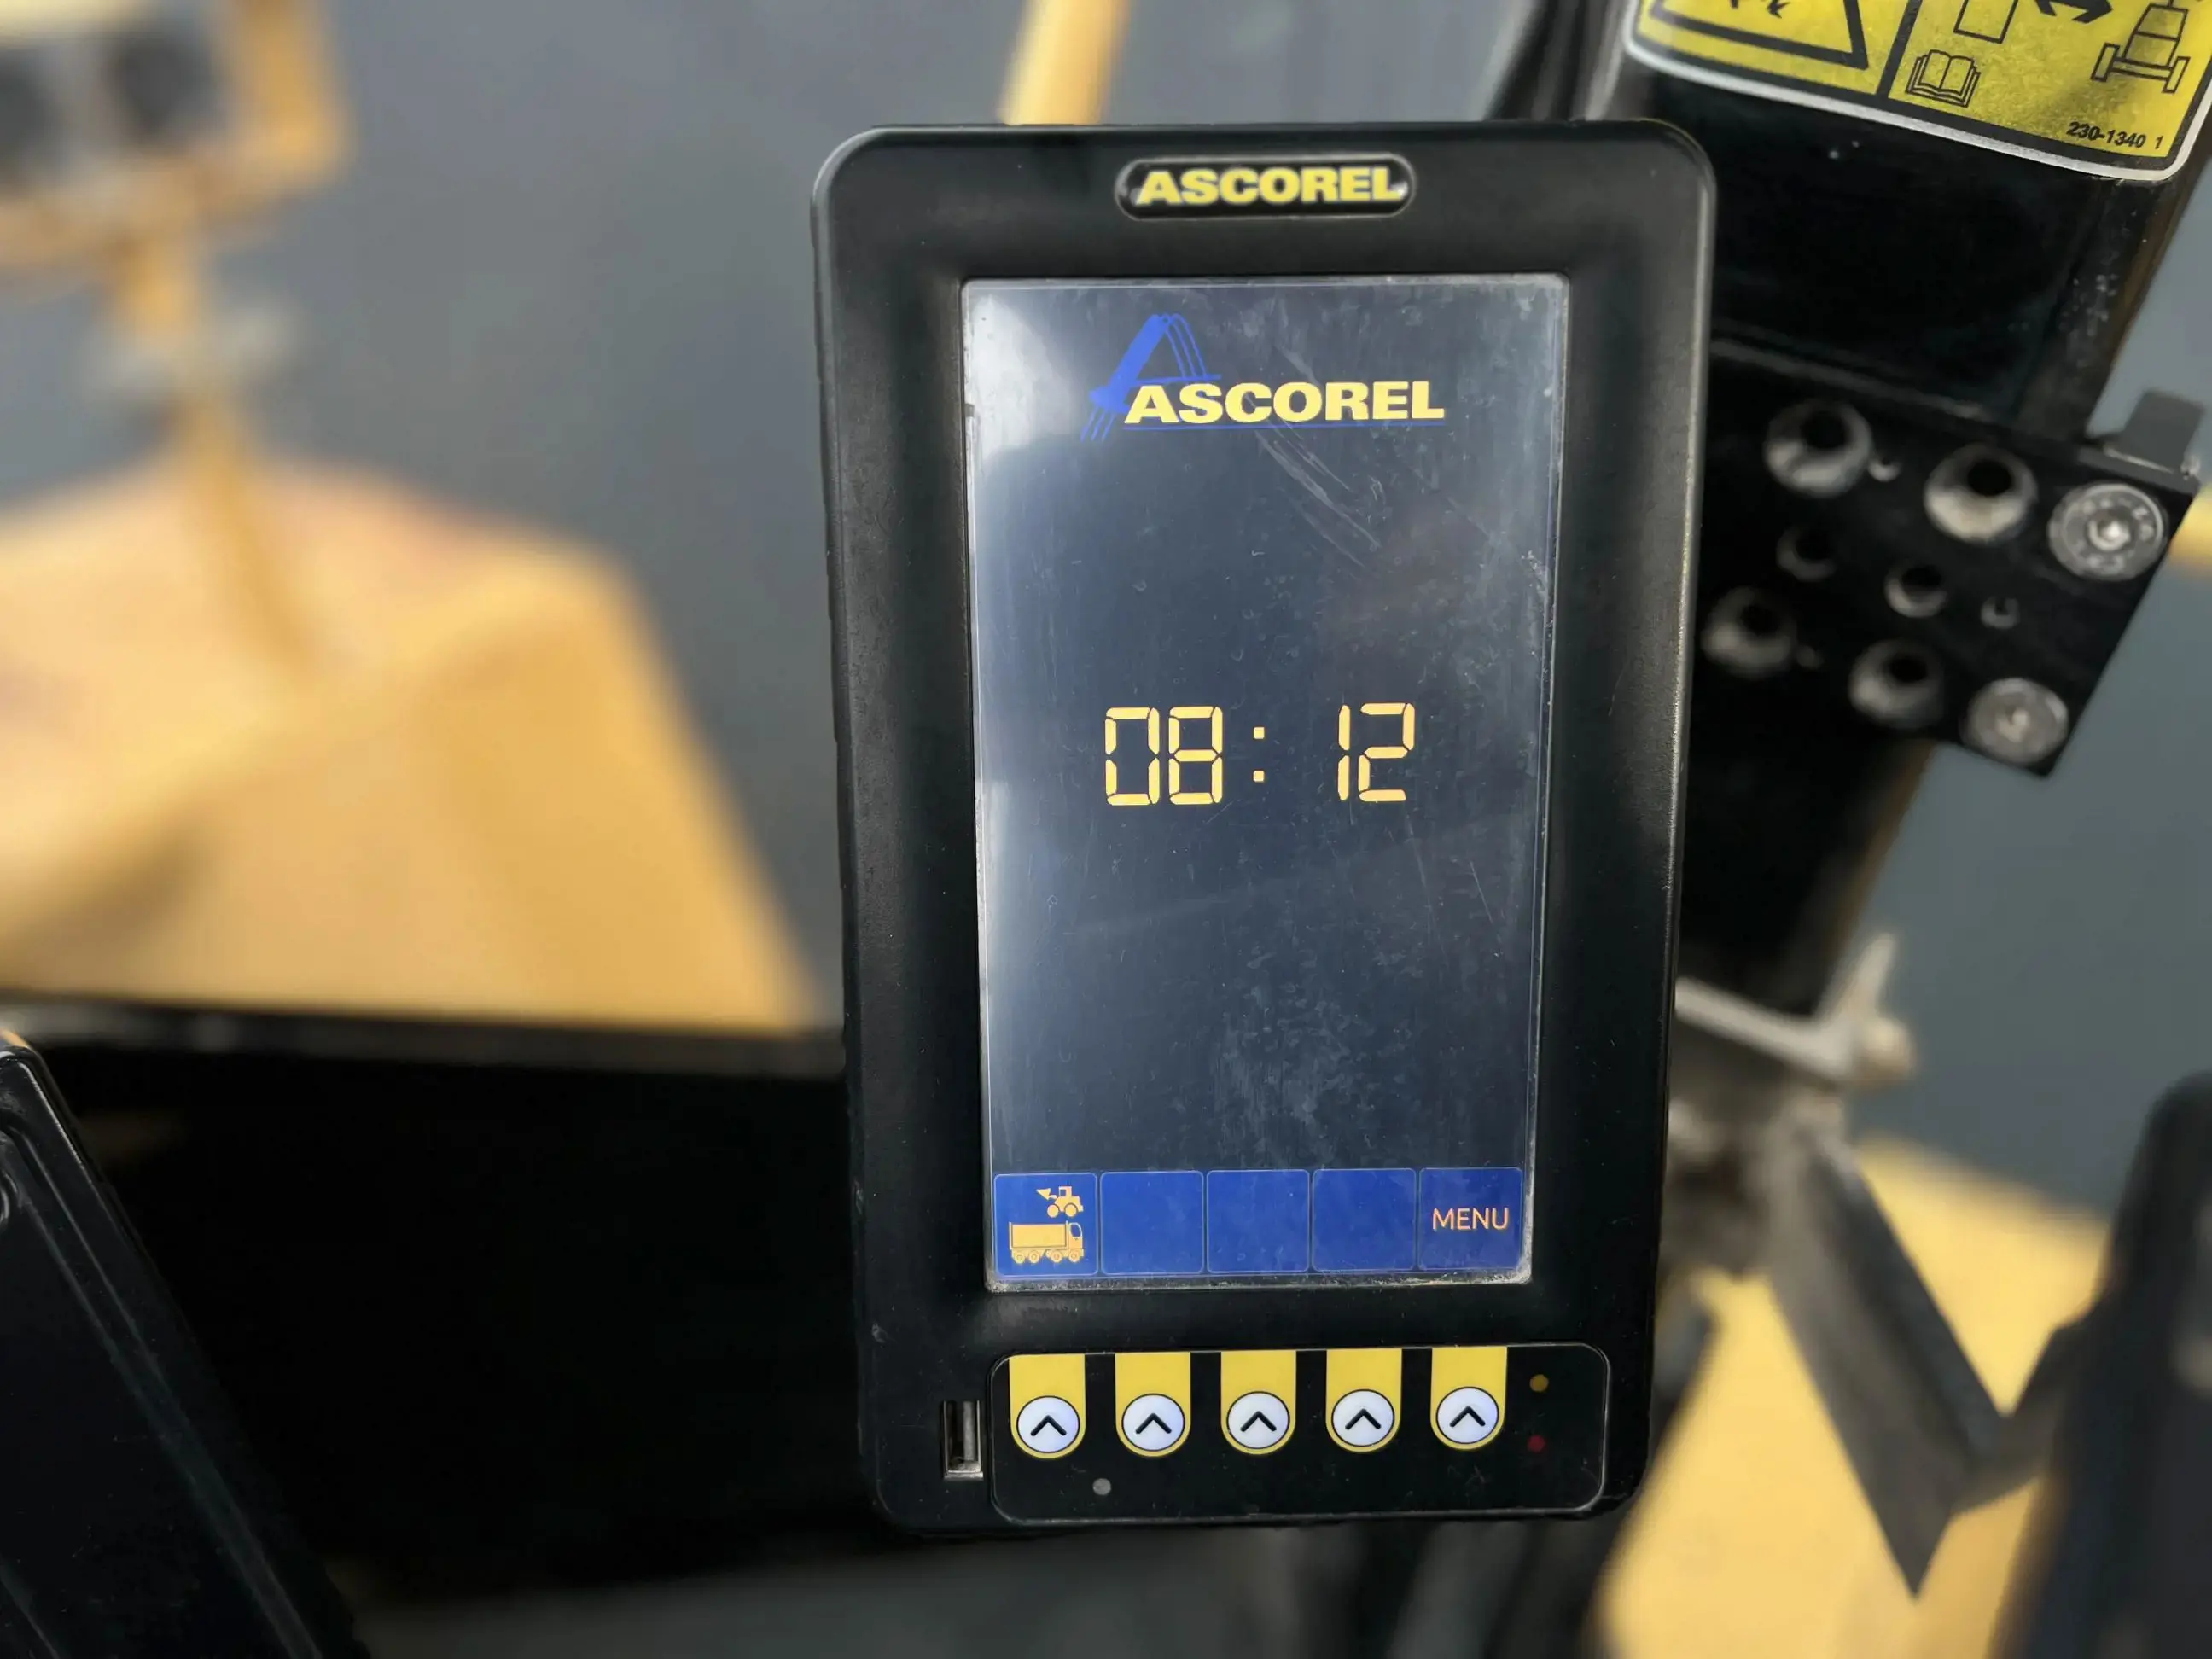 230-1340 1
ASCOREL
ASCOREL
08:12
MENU